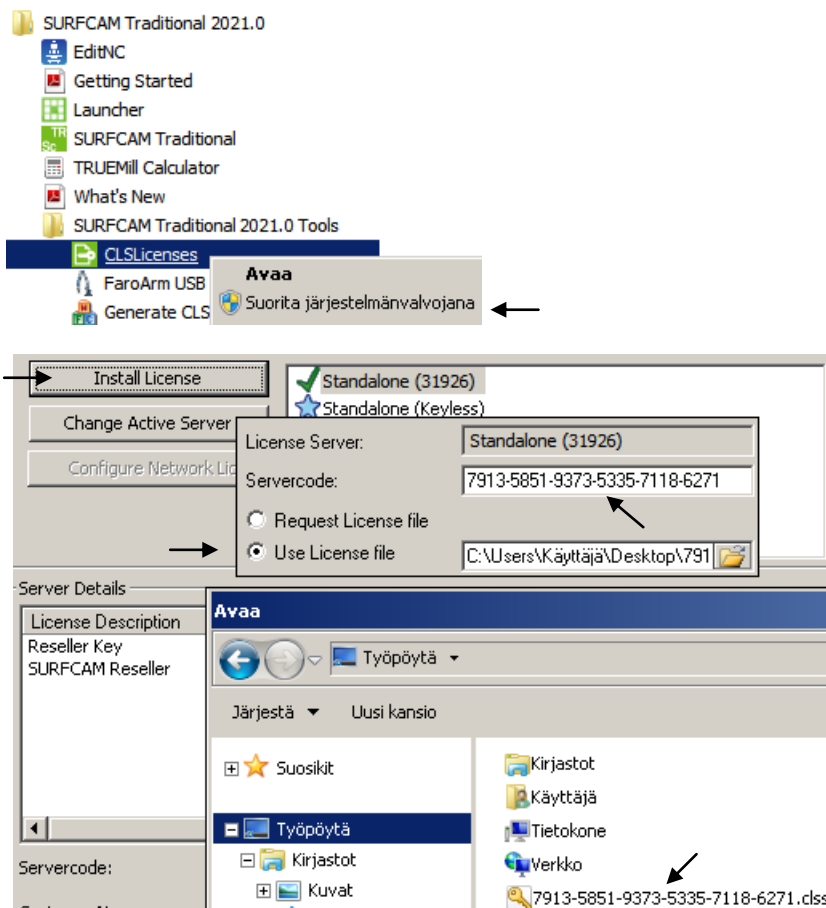 SURFCAM Traditional 2021.0
EditNC
Getting Started
Launcher
SURFCAM Traditional
TRUEMill Calculator
What's New
SURFCAM Traditional 2021.0 Tools
CLSLicenses
Avaa
FaroArm USB
Suorita järjestelmänvalvojana
Generate CLS
Install License
Standalone (31926)
Standalone (Keyless)
Change Active Server
Configure Network Lic
License Server:
Standalone (31926)
Servercode:
7913-5851-9373-5335-7118-6271
Request License file
Use License file
C:\Users\Käyttäjä\Desktop\791
Server Details
License Description
Reseller Key
SURFCAM Reseller
Avaa
Työpöytä
Järjestä
Uusi kansio
Suosikit
Kirjastot
Käyttäjä
Työpöytä
Tietokone
Kirjastot
Verkko
Kuvat
7913-5851-9373-5335-7118-6271.clss
Servercode: